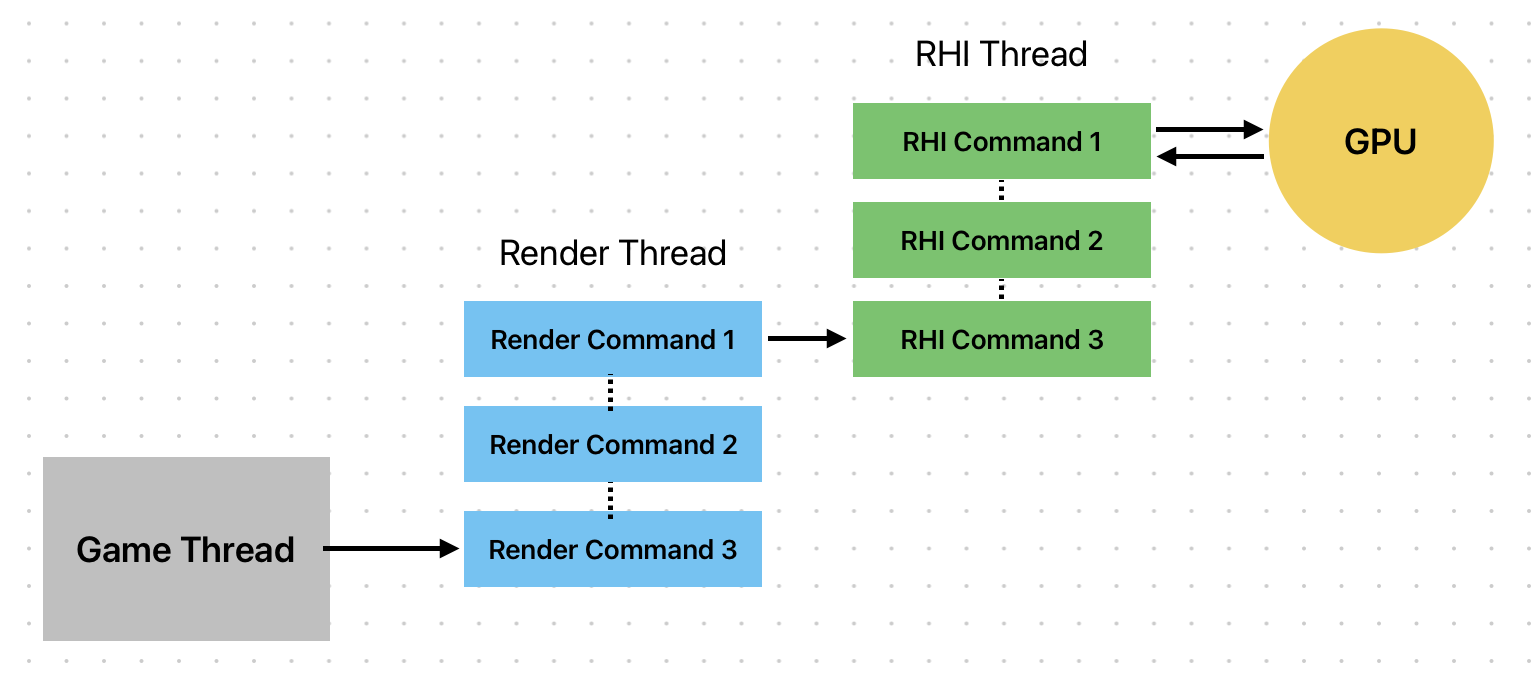 RHI Thread
RHI Command 1
GPU
RHI Command 2
Render Thread
RHI Command 3
Render Command 1
Render Command 2
Game Thread
Render Command 3